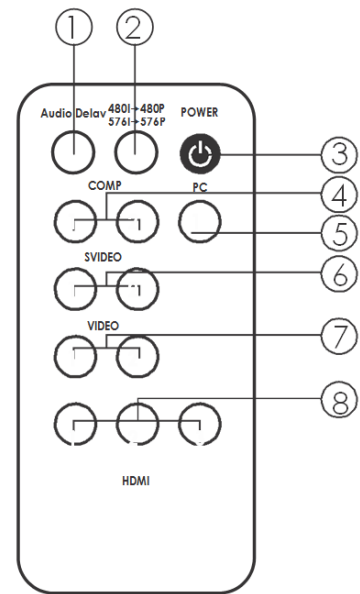 ① ②
Audio Delav 480I→480P POWER
576I→576P
③
COMP PC ④
⑤
SVIDEO ⑥
VIDEO ⑦
⑧
HDMI